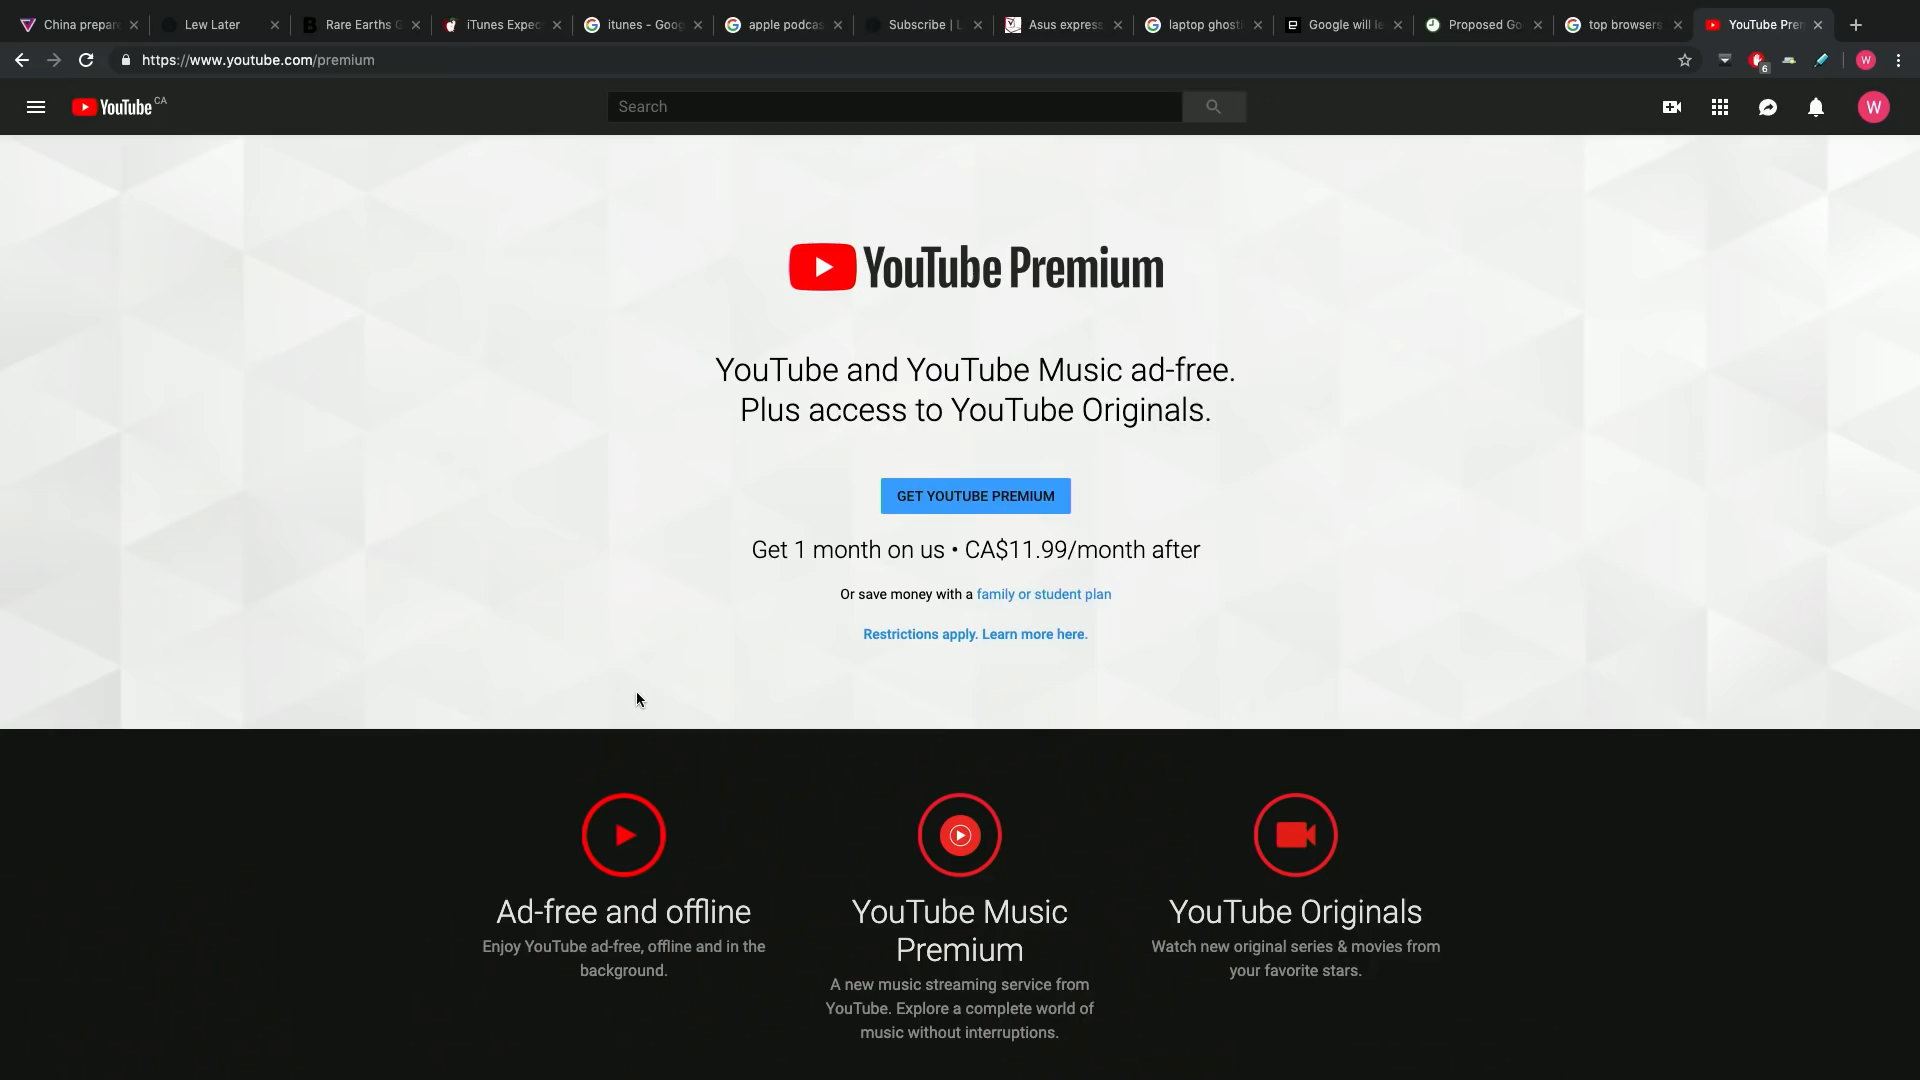 China prepar
Lew Later
Rare Earths
iTunes Expec
itunes - Goog
apple podcas
Subscribe | L
Asus express
laptop ghosti
Google will le
Proposed Go
top browsers
YouTube Prem
https://www.youtube.com/premium
6
W
YouTube CA
Search
W
YouTube Premium
YouTube and YouTube Music ad-free.
Plus access to YouTube Originals.
GET YOUTUBE PREMIUM
Get 1 month on us • CA$11.99/month after
Or save money with a family or student plan
Restrictions apply. Learn more here.
Ad-free and offline
Enjoy YouTube ad-free, offline and in the
background.
YouTube Music
Premium
A new music streaming service from
YouTube. Explore a complete world of
music without interruptions.
YouTube Originals
Watch new original series & movies from
your favorite stars.